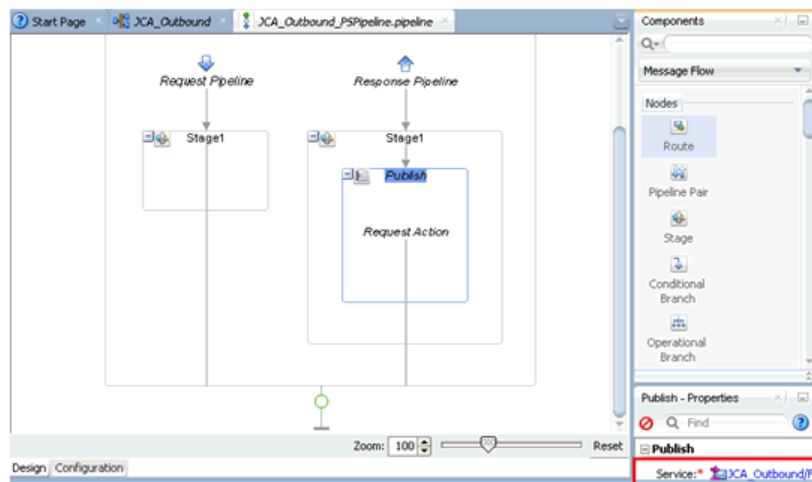 Start Page
JCA_Outbound
JCA_Outbound_PSPipeline.pipeline
Request Pipeline
Response Pipeline
Stage1
Stage1
Publish
Request Action
Zoom: 100
Reset
Design
Configuration
Components
Message Flow
Nodes
Route
Pipeline Pair
Stage
Conditional
Branch
Operational
Branch
Publish - Properties
Find
Publish
Service:* JCA_Outbound/